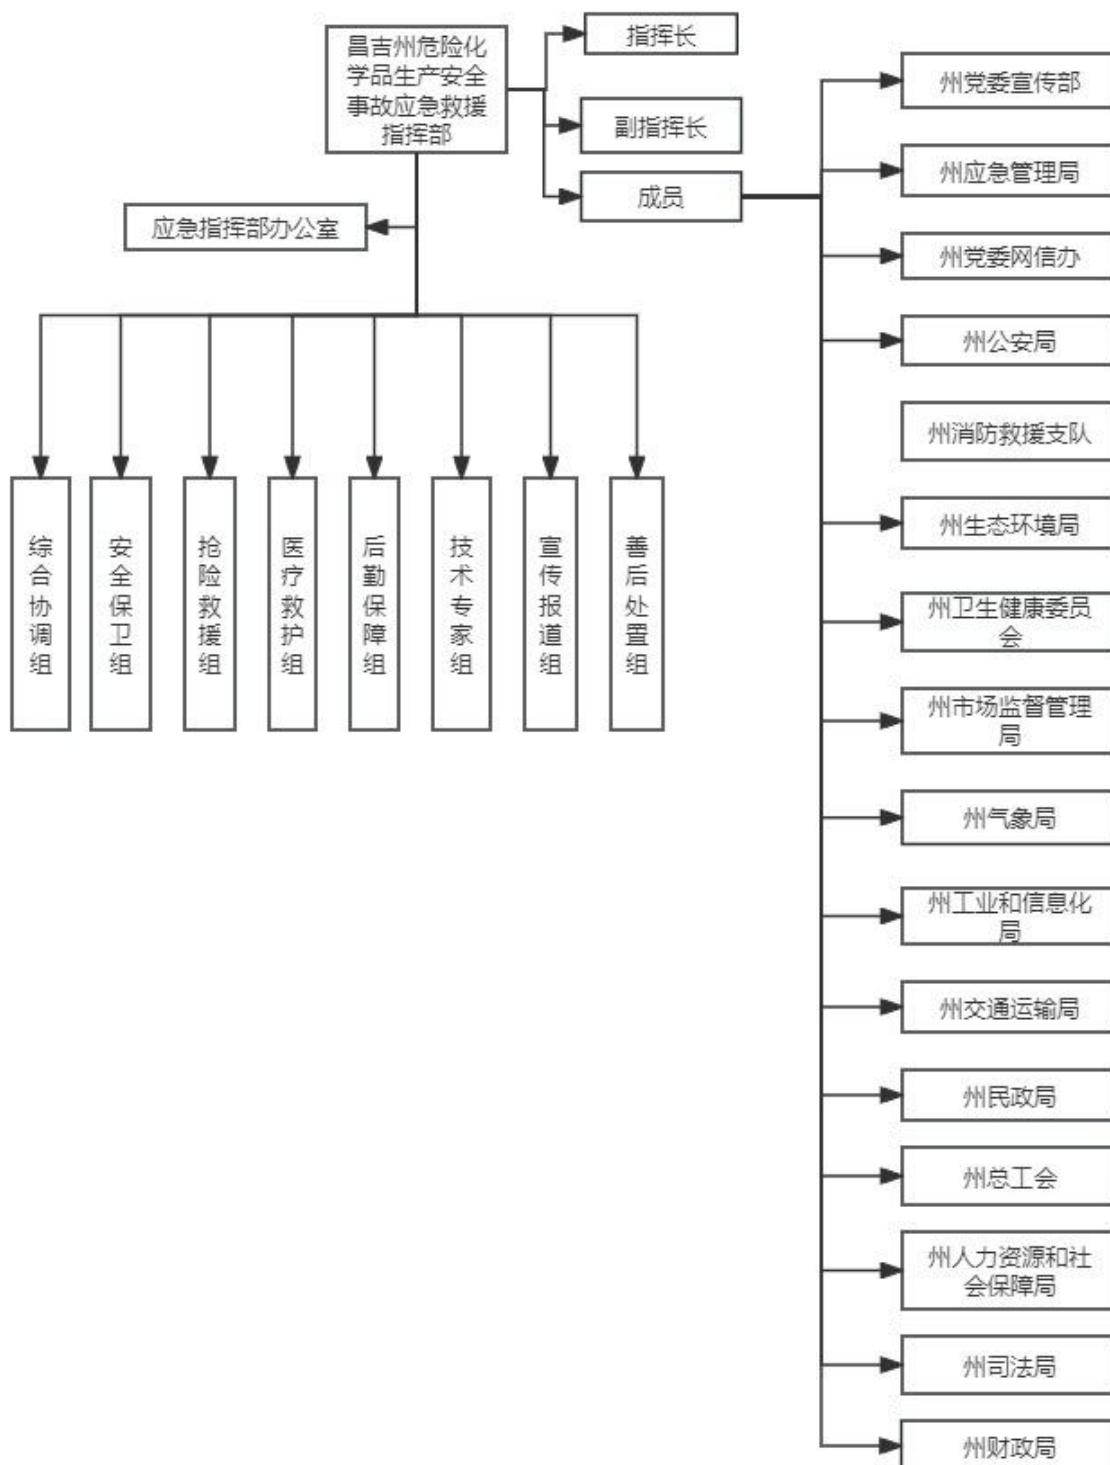 昌吉州危险化
学品生产安全
事故应急救援
指挥部
指挥长
副指挥长
成员
应急指挥部办公室
综合协调组
安全保卫组
抢险救援组
医疗救护组
后勤保障组
技术专家组
宣传报道组
善后处置组
州党委宣传部
州应急管理局
州党委网信办
州公安局
州消防救援支队
州生态环境局
州卫生健康委员
会
州市场监督管理
局
州气象局
州工业和信息化
局
州交通运输局
州民政局
州总工会
州人力资源和社
会保障局
州司法局
州财政局